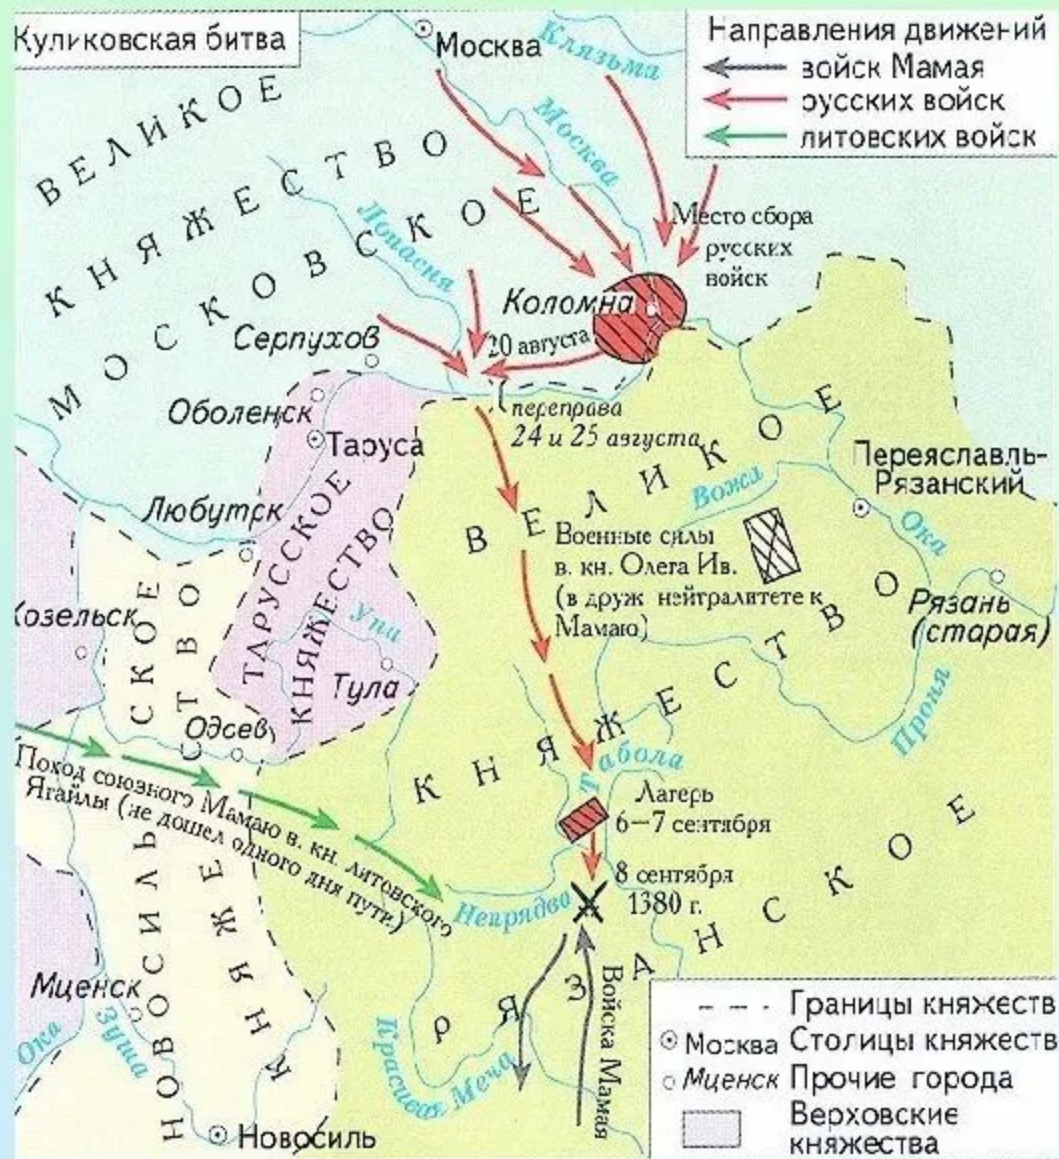 Куликовская битва
Москва
Клязьма
Направления движений
войск Мамая
русских войск
литовских войск
ВЕЛИКОЕ
КНЯЖЕСТВО
МОСКОВСКОЕ
Москва
Лопасня
Место сбора
русских
войск
Коломна
20 августа
Серпухов
Оболенск
Таруса
переправа
24 и 25 августа
Любутск
ТАРУССКОЕ
КНЯЖЕСТВО
ВЕЛИКОЕ
КНЯЖЕСТВО
РЯЗАНСКОЕ
Вожа
Переяславль-
Рязанский
Ока
Военные силы
в. кн. Олега Ив.
(в друж нейтралитете к
Мамаю)
Рязань
(старая)
Проня
Козельск
Упа
Тула
Одоев
НОВОСИЛЬСКОЕ
КНЯЖЕСТВО
Поход союзного Мамаю в. кн. литовского
Ягайлы (не дошел одного дня пути.)
Табола
Лагерь
6–7 сентября
8 сентября
1380 г.
Непрядва
Войска Мамая
Красивая Меча
Мценск
Ока
Зуша
Новосиль
Границы княжеств
Москва Столицы княжеств
Мценск Прочие города
Верховские
княжества